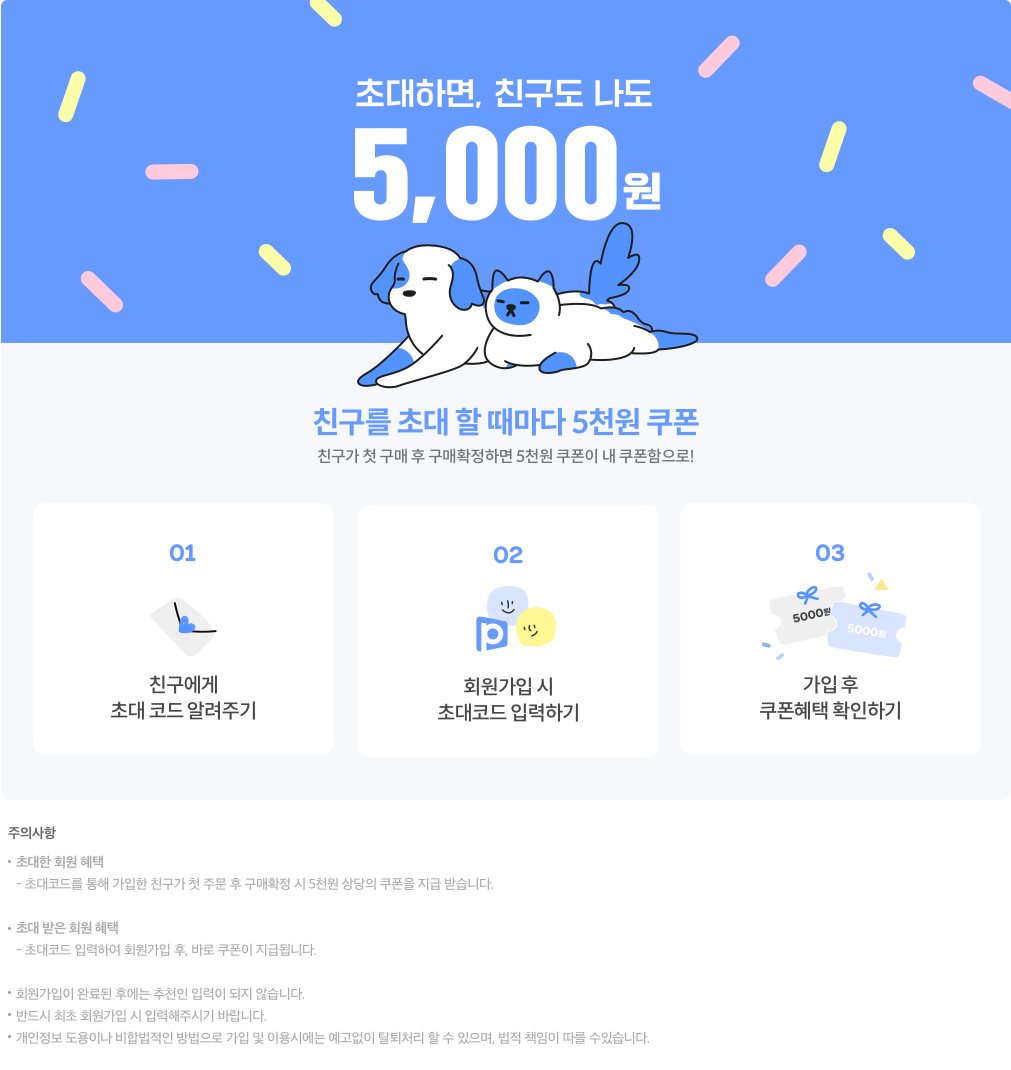 초대하면, 친구도 나도
5,000원
친구를 초대 할 때마다 5천원 쿠폰
친구가 첫 구매 후 구매확정하면 5천원 쿠폰이 내 쿠폰함으로!
01
친구에게
초대 코드 알려주기
02
p
회원가입 시
초대코드 입력하기
03
5000원
5000원
가입 후
쿠폰혜택 확인하기
주의사항
• 초대한 회원 혜택
- 초대코드를 통해 가입한 친구가 첫 주문 후 구매확정 시 5천원 상당의 쿠폰을 지급 받습니다.
• 초대 받은 회원 혜택
- 초대코드 입력하여 회원가입 후, 바로 쿠폰이 지급됩니다.
• 회원가입이 완료된 후에는 추천인 입력이 되지 않습니다.
• 반드시 최초 회원가입 시 입력해주시기 바랍니다.
• 개인정보 도용이나 비합법적인 방법으로 가입 및 이용시에는 예고없이 탈퇴처리 할 수 있으며, 법적 책임이 따를 수있습니다.